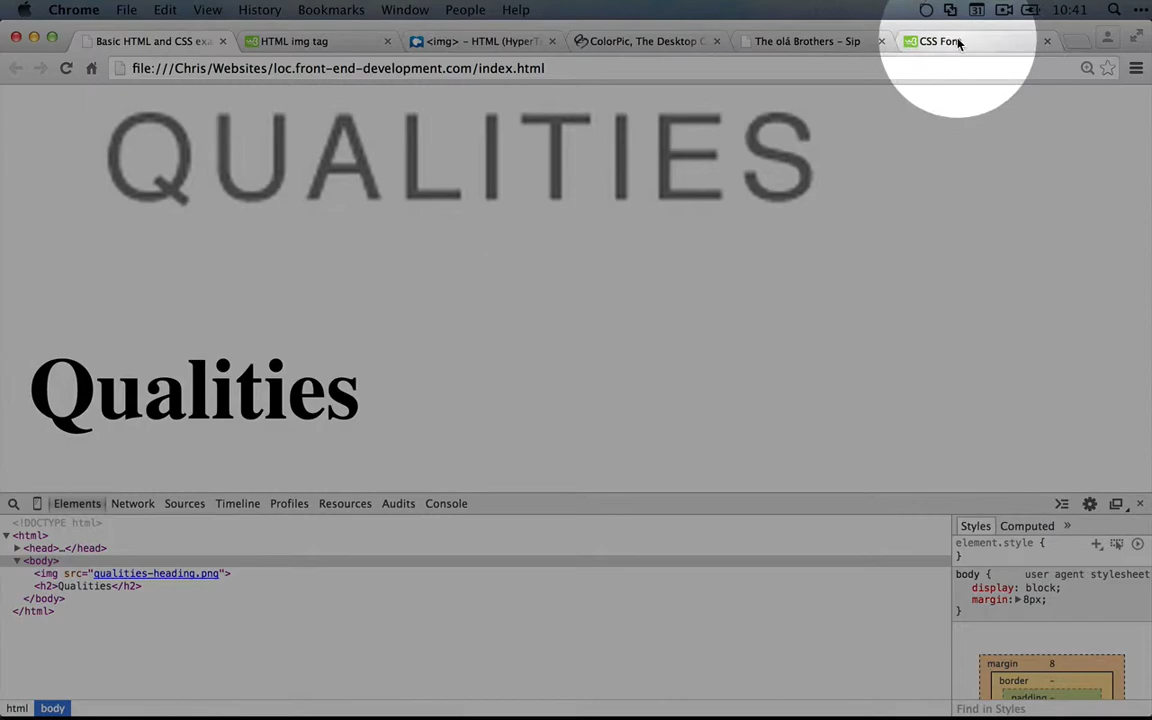 Chrome File Edit View History Bookmarks Window People Help 31 10:41
Basic HTML and CSS exa HTML img tag <img> - HTML (HyperT ColorPic, The Desktop C The olá Brothers – Sip CSS Font
file:///Chris/Websites/loc.front-end-development.com/index.html
QUALITIES
Qualities
Elements Network Sources Timeline Profiles Resources Audits Console
<!DOCTYPE html>
<html>
<head>…</head>
<body>
<img src="qualities-heading.png">
<h2>Qualities</h2>
</body>
</html>
html body
Styles Computed »
element.style {
}
body { user agent stylesheet
display: block;
margin: 8px;
}
margin 8
border -
padding -
Find in Styles